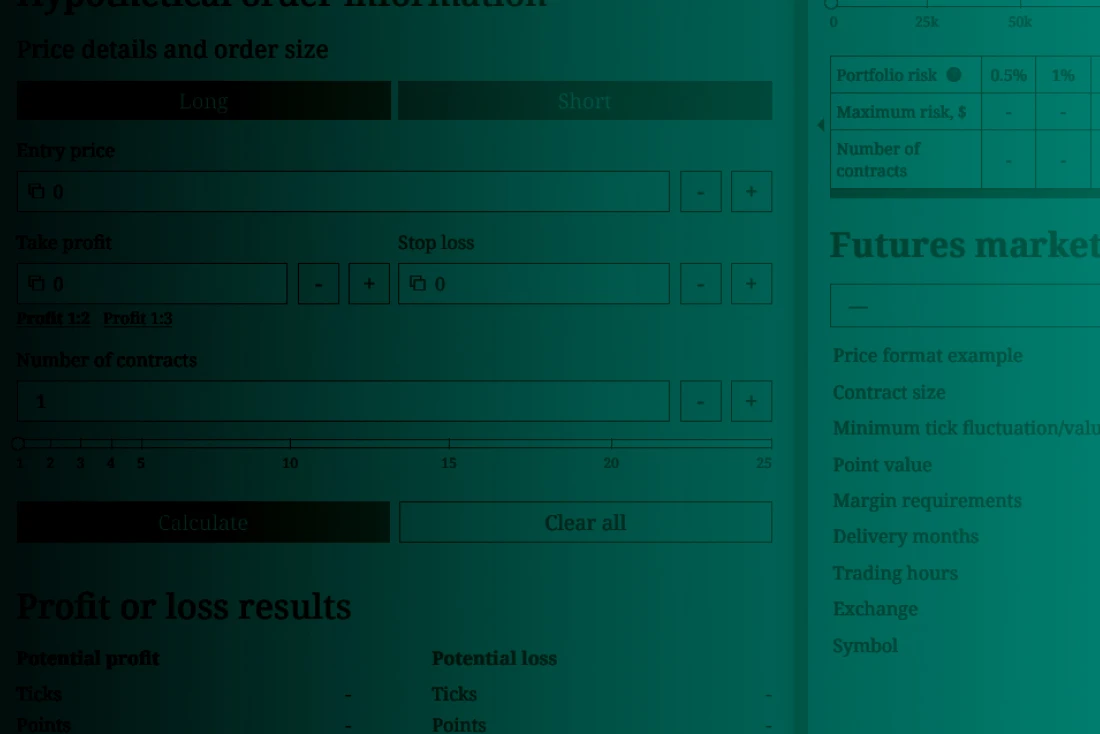 Hypothetical order information
Price details and order size
Long
Short
Entry price
0
-
+
Take profit
Stop loss
0
-
+
0
-
+
Profit 1:2
Profit 1:3
Number of contracts
1
-
+
1 2 3 4 5 10 15 20 25
Calculate
Clear all
Profit or loss results
Potential profit
Potential loss
Ticks -
Ticks -
Points -
Points -
0 25k 50k
Portfolio risk 0.5% 1%
Maximum risk, $ - -
Number of
contracts - -
Futures market
—
Price format example
Contract size
Minimum tick fluctuation/valu
Point value
Margin requirements
Delivery months
Trading hours
Exchange
Symbol